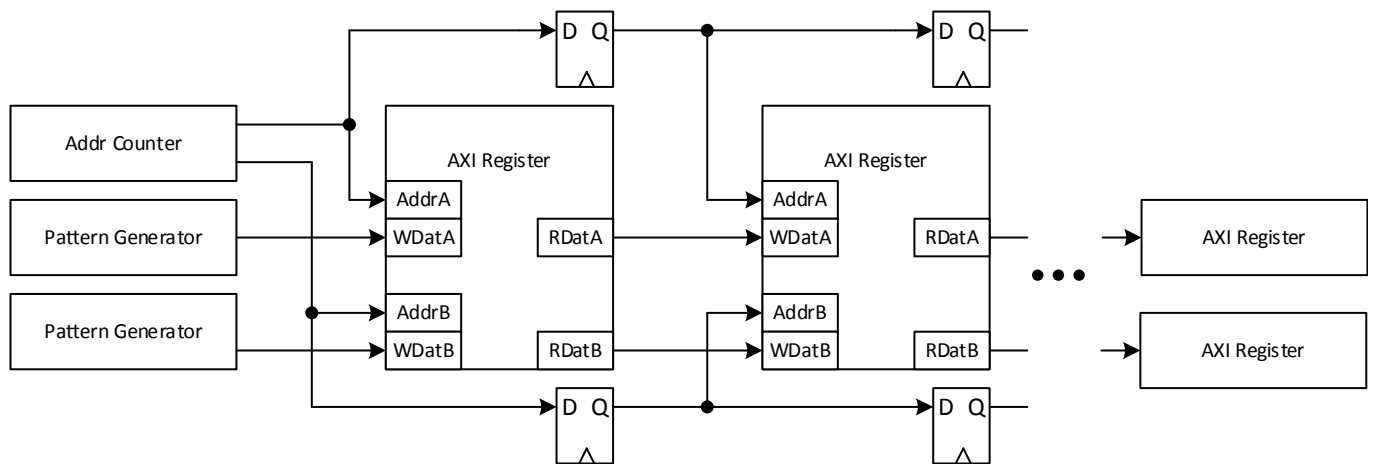 D Q
D Q
Addr Counter
AXI Register
AXI Register
AddrA
AddrA
Pattern Generator
WDatA
RDatA
WDatA
RDatA
AXI Register
Pattern Generator
AddrB
AddrB
WDatB
RDatB
WDatB
RDatB
AXI Register
D Q
D Q